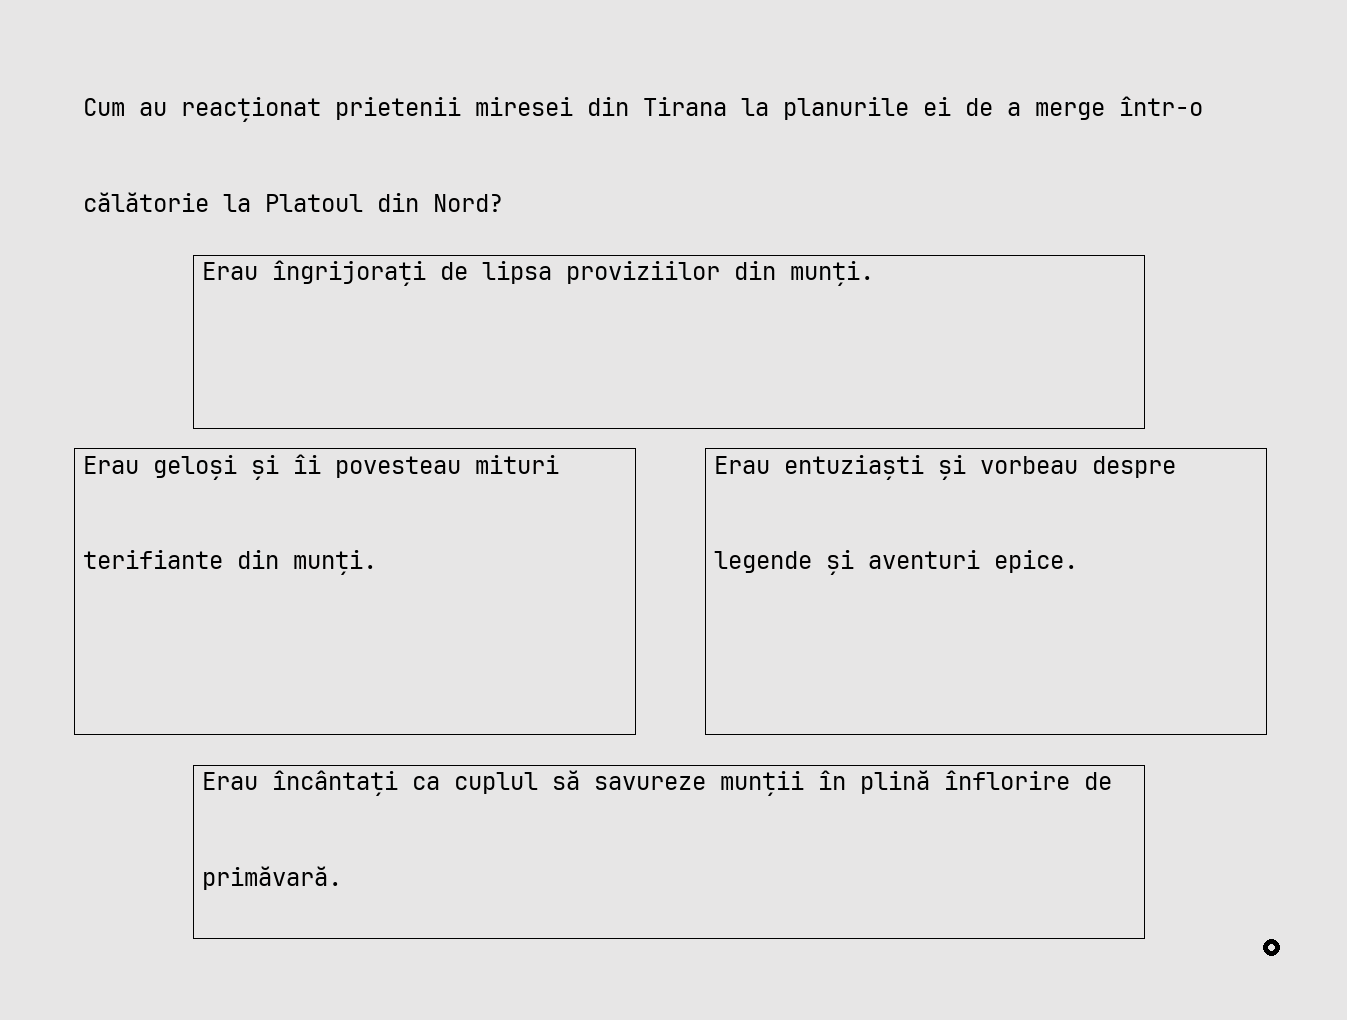 Cum au reacționat prietenii miresei din Tirana la planurile ei de a merge într-o
călătorie la Platoul din Nord?
Erau îngrijorați de lipsa proviziilor din munți.
Erau geloși și îi povesteau mituri
terifiante din munți.
Erau entuziaști și vorbeau despre
legende și aventuri epice.
Erau încântați ca cuplul să savureze munții în plină înflorire de
primăvară.